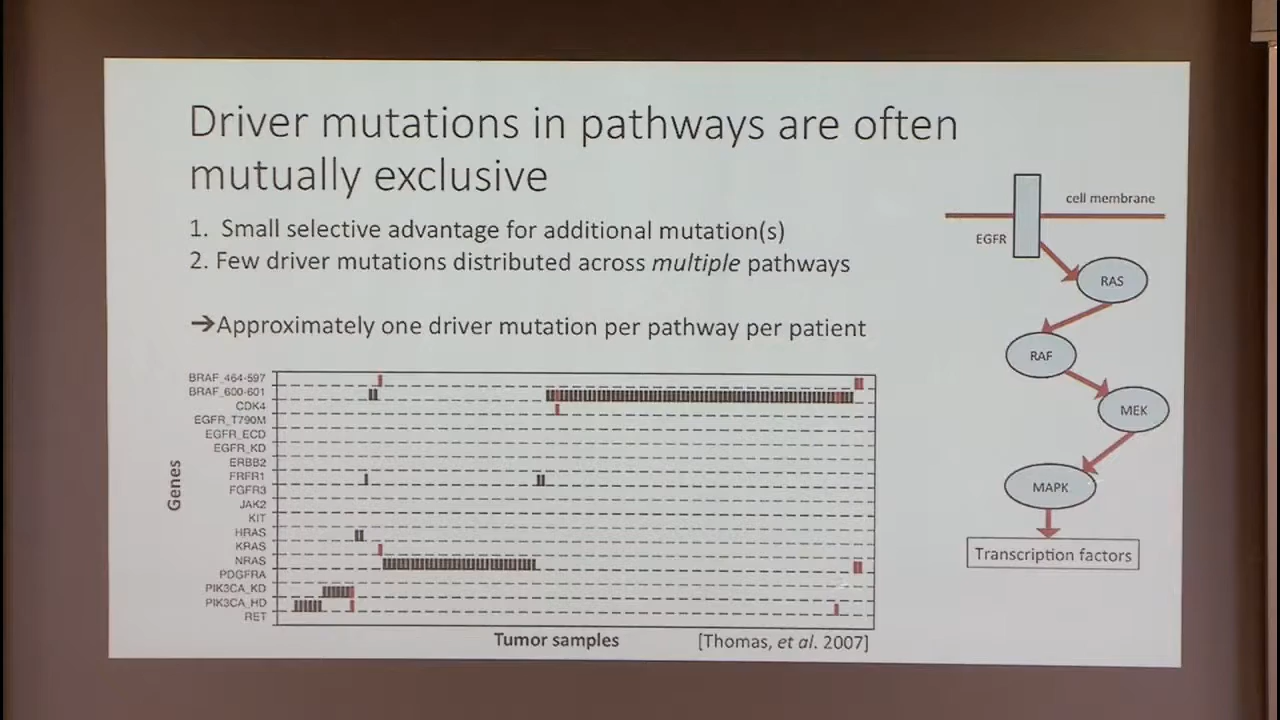 Driver mutations in pathways are often
mutually exclusive
1. Small selective advantage for additional mutation(s)
2. Few driver mutations distributed across multiple pathways
➔Approximately one driver mutation per pathway per patient
cell membrane
EGFR
RAS
RAF
MEK
MAPK
Transcription factors
Genes
BRAF_464-597
BRAF_600-601
CDK4
EGFR_T790M
EGFR_ECD
EGFR_KD
ERBB2
FRFR1
FGFR3
JAK2
KIT
HRAS
KRAS
NRAS
PDGFRA
PIK3CA_KD
PIK3CA_HD
RET
Tumor samples
[Thomas, et al. 2007]